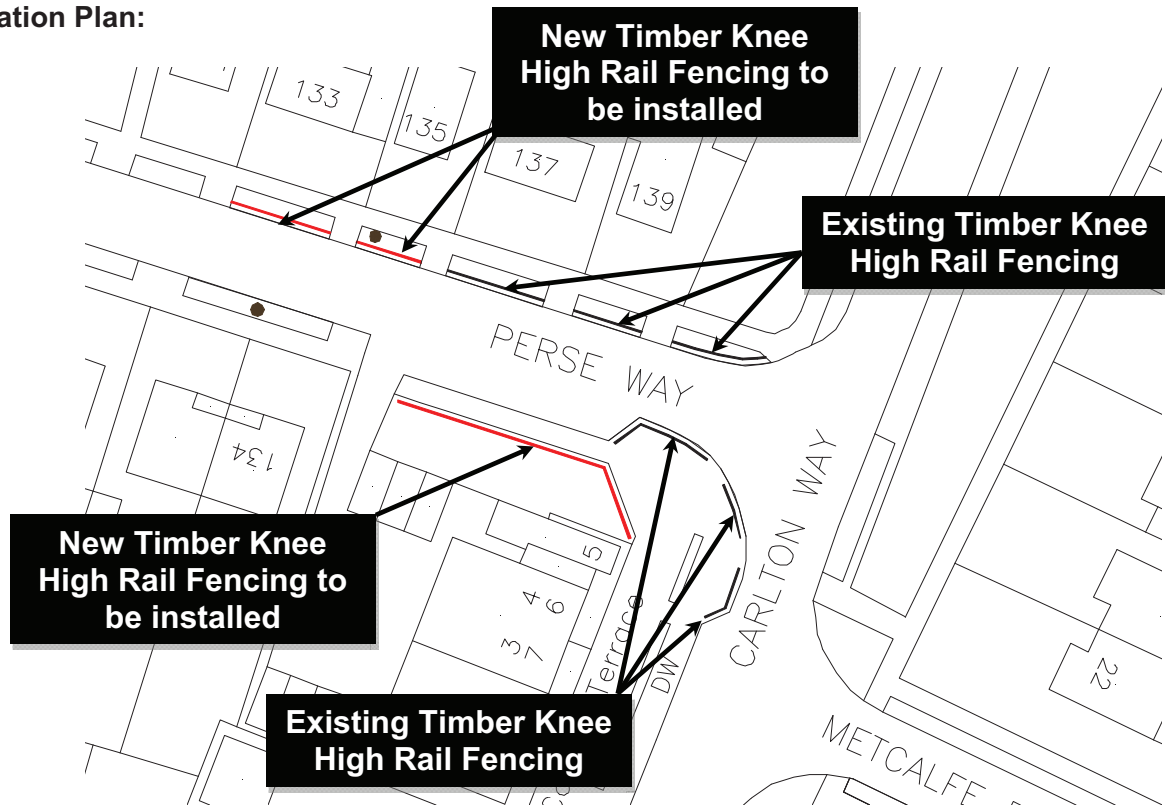 ation Plan:
New Timber Knee
High Rail Fencing to
be installed
133
135
137
139
Existing Timber Knee
High Rail Fencing
PERSE WAY
134
CARLTON WAY
New Timber Knee
High Rail Fencing to
be installed
5
4
6
3
7
Terrace
DW
22
Existing Timber Knee
High Rail Fencing
METCALFE